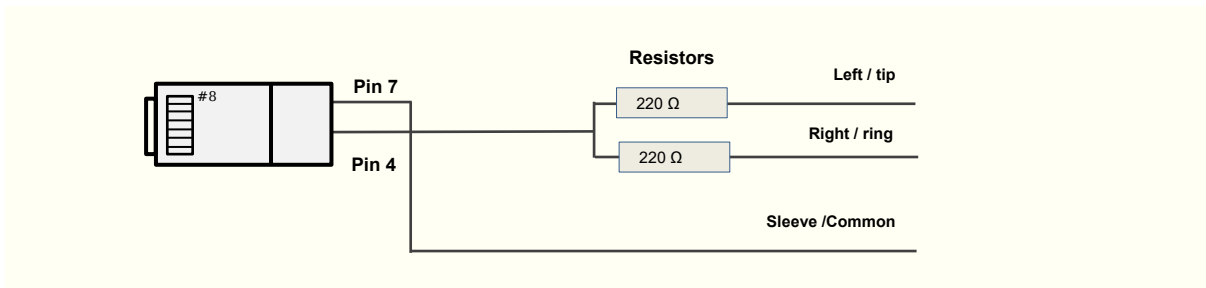 Resistors
Left / tip
Pin 7
#8
220 Ω
Right / ring
220 Ω
Pin 4
Sleeve /Common